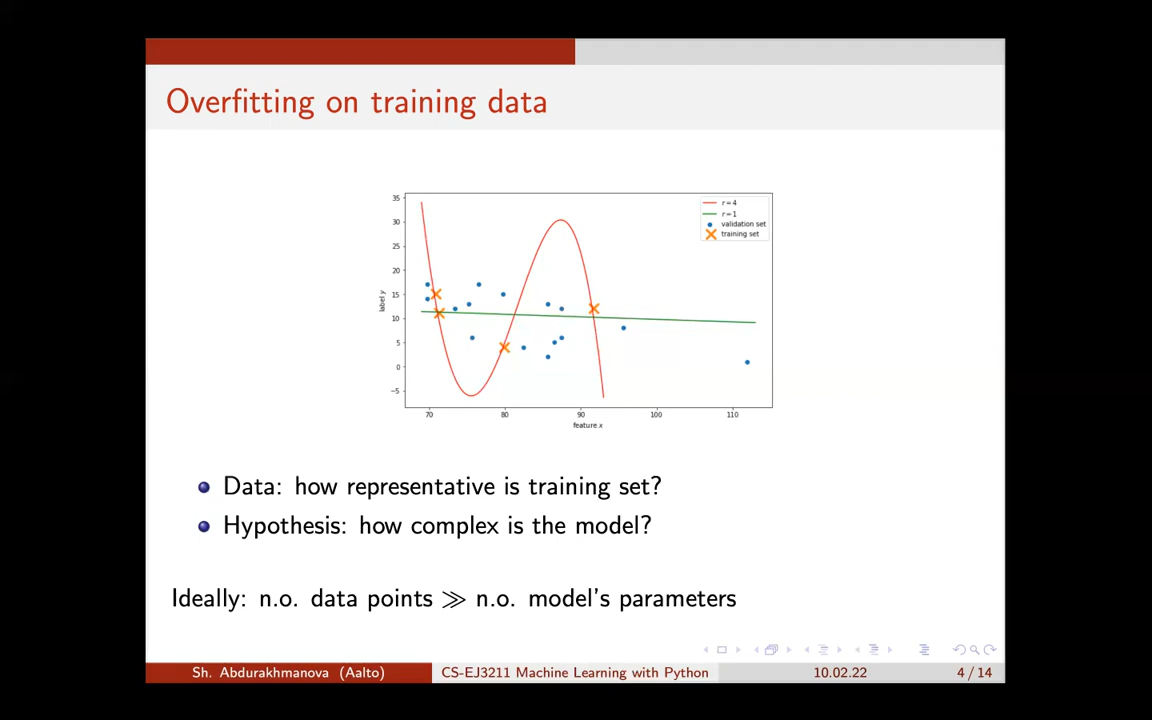 Overfitting on training data
35
30
25
20
15
10
5
0
−5
label y
70 80 90 100 110
feature x
r = 4
r = 1
validation set
training set
Data: how representative is training set?
Hypothesis: how complex is the model?
Ideally: n.o. data points ≫ n.o. model's parameters
Sh. Abdurakhmanova (Aalto) CS-EJ3211 Machine Learning with Python 10.02.22 4 / 14